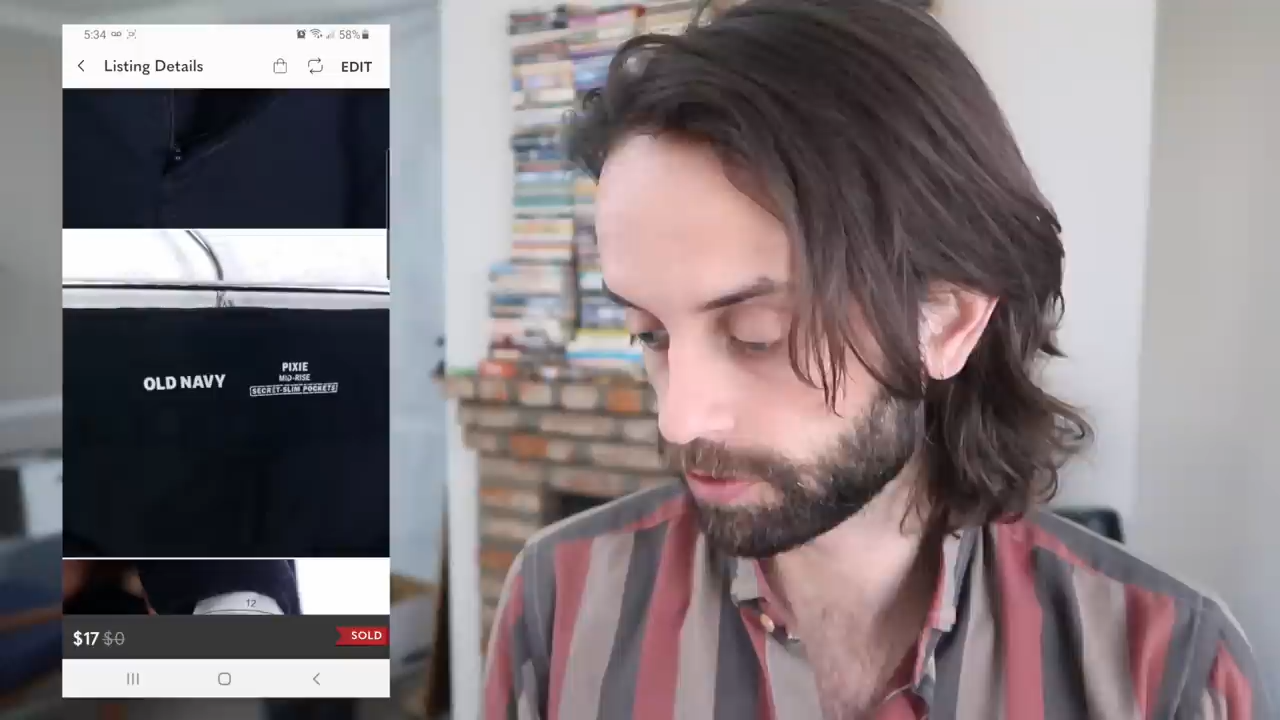 5:34
58%
Listing Details
EDIT
OLD NAVY
PIXIE
MID-RISE
SECRET-SLIM POCKETS
12
$17 $0
SOLD